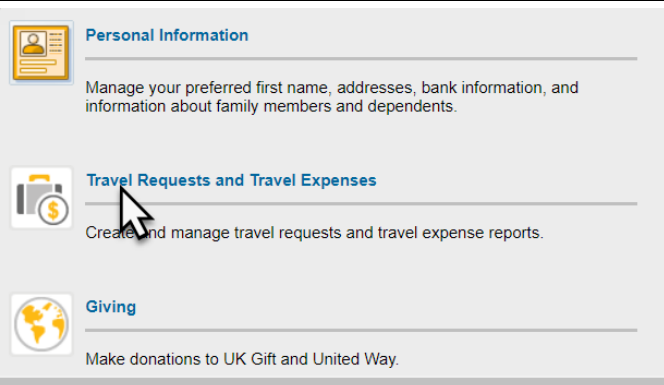 Personal Information
Manage your preferred first name, addresses, bank information, and
information about family members and dependents.
Travel Requests and Travel Expenses
Create and manage travel requests and travel expense reports.
Giving
Make donations to UK Gift and United Way.